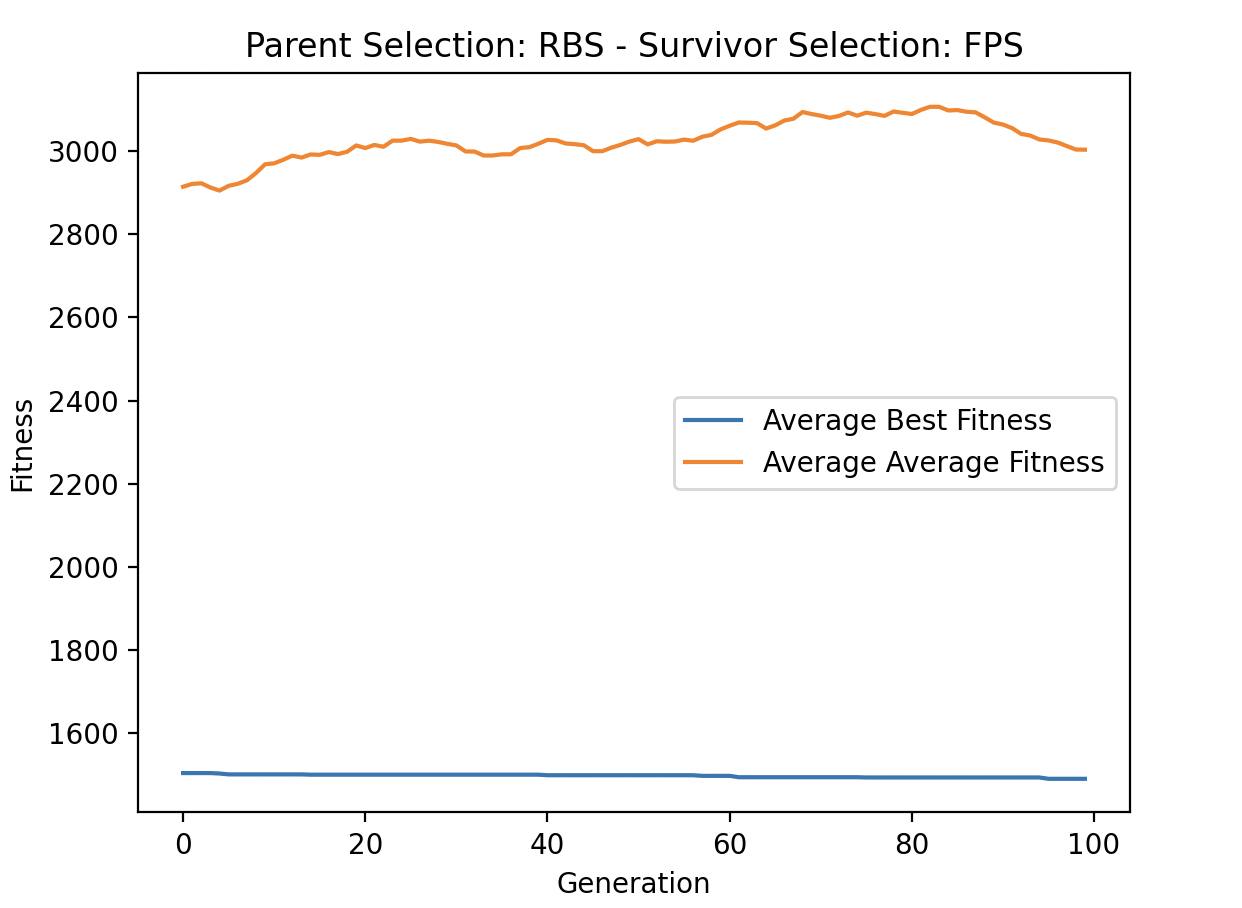 Parent Selection: RBS - Survivor Selection: FPS
3000
2800
2600
2400
2200
2000
1800
1600
Fitness
Average Best Fitness
Average Average Fitness
0 20 40 60 80 100
Generation